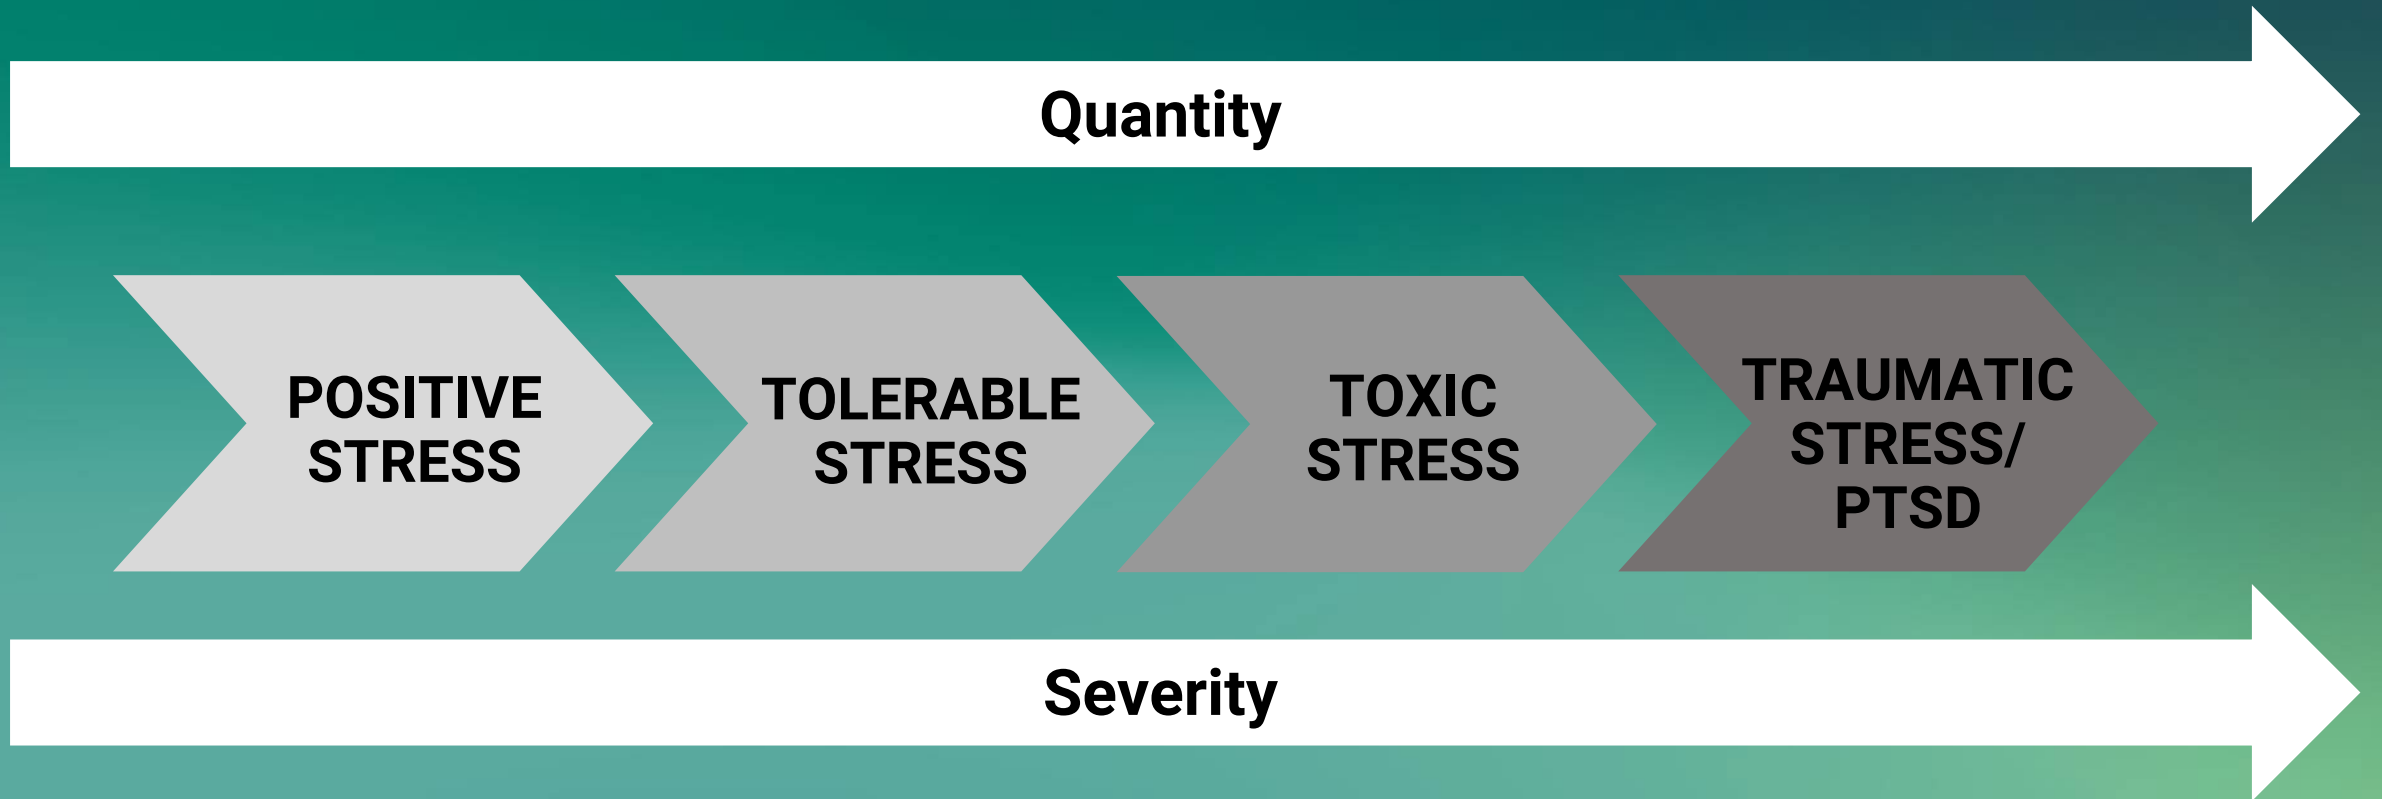 Quantity
POSITIVE
STRESS
TOLERABLE
STRESS
TOXIC
STRESS
TRAUMATIC
STRESS/
PTSD
Severity